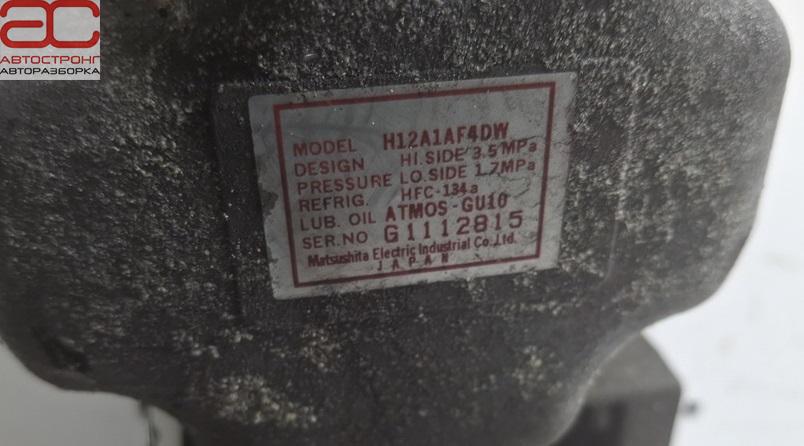 АС
АВТОСТРОНГ
АВТОРАЗБОРКА
MODEL H12A1AF4DW
DESIGN HI.SIDE 3.5MPa
PRESSURE LO.SIDE 1.7MPa
REFRIG. HFC-134a
LUB. OIL ATMOS-GU10
SER.NO G1112815
Matsushita Electric Industrial Co.,Ltd.
JAPAN